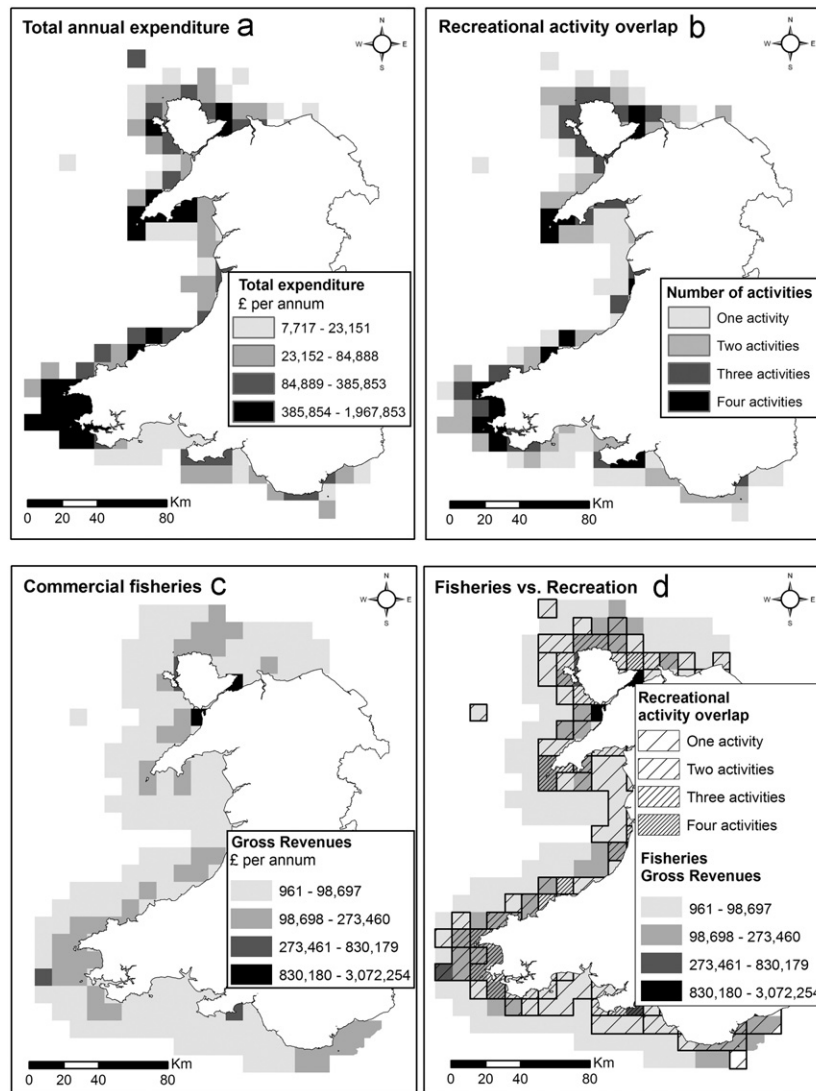 Total annual expenditure a
N
W E
S
Total expenditure
£ per annum
7,717 - 23,151
23,152 - 84,888
84,889 - 385,853
385,854 - 1,967,853
Km
0 20 40 80
Recreational activity overlap b
N
W E
S
Number of activities
One activity
Two activities
Three activities
Four activities
Km
0 20 40 80
Commercial fisheries c
N
W E
S
Gross Revenues
£ per annum
961 - 98,697
98,698 - 273,460
273,461 - 830,179
830,180 - 3,072,254
Km
0 20 40 80
Fisheries vs. Recreation d
N
W E
S
Recreational
activity overlap
One activity
Two activities
Three activities
Four activities
Fisheries
Gross Revenues
961 - 98,697
98,698 - 273,460
273,461 - 830,179
830,180 - 3,072,254
Km
0 20 40 80